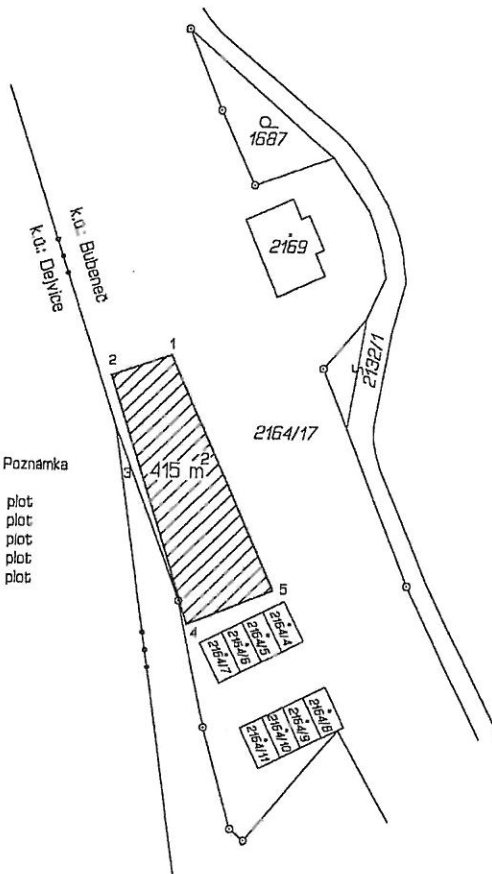 1687
2169
k.ú.: Bubeneč
k.ú.: Dejvice
2132/1
1
2
2164/17
3
415 m²
Poznámka
plot
plot
plot
plot
plot
5
4
2164/4
2164/5
2164/6
2164/7
2164/8
2164/9
2164/10
2164/11